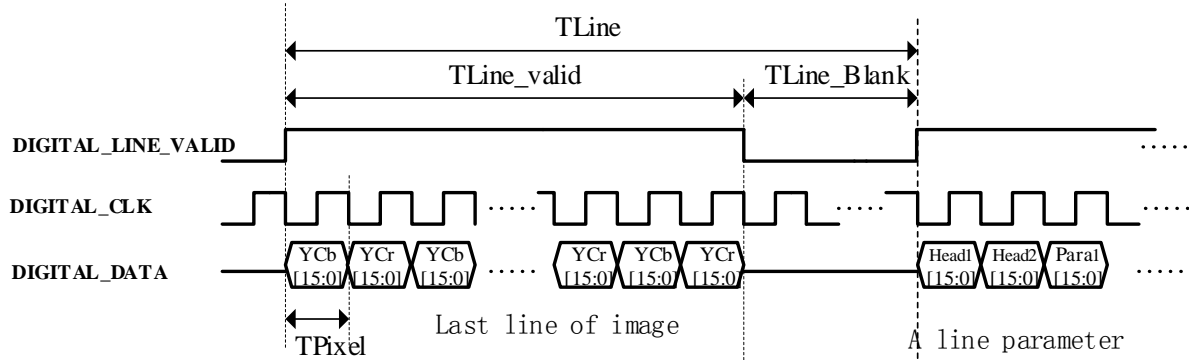 TLine
TLine_valid TLine_Blank
DIGITAL_LINE_VALID .....
DIGITAL_CLK ..... ..... .....
DIGITAL_DATA YCb [15:0] YCr [15:0] YCb [15:0] ..... YCr [15:0] YCb [15:0] YCr [15:0] Head1 [15:0] Head2 [15:0] Para1 [15:0] .....
TPixel Last line of image A line parameter